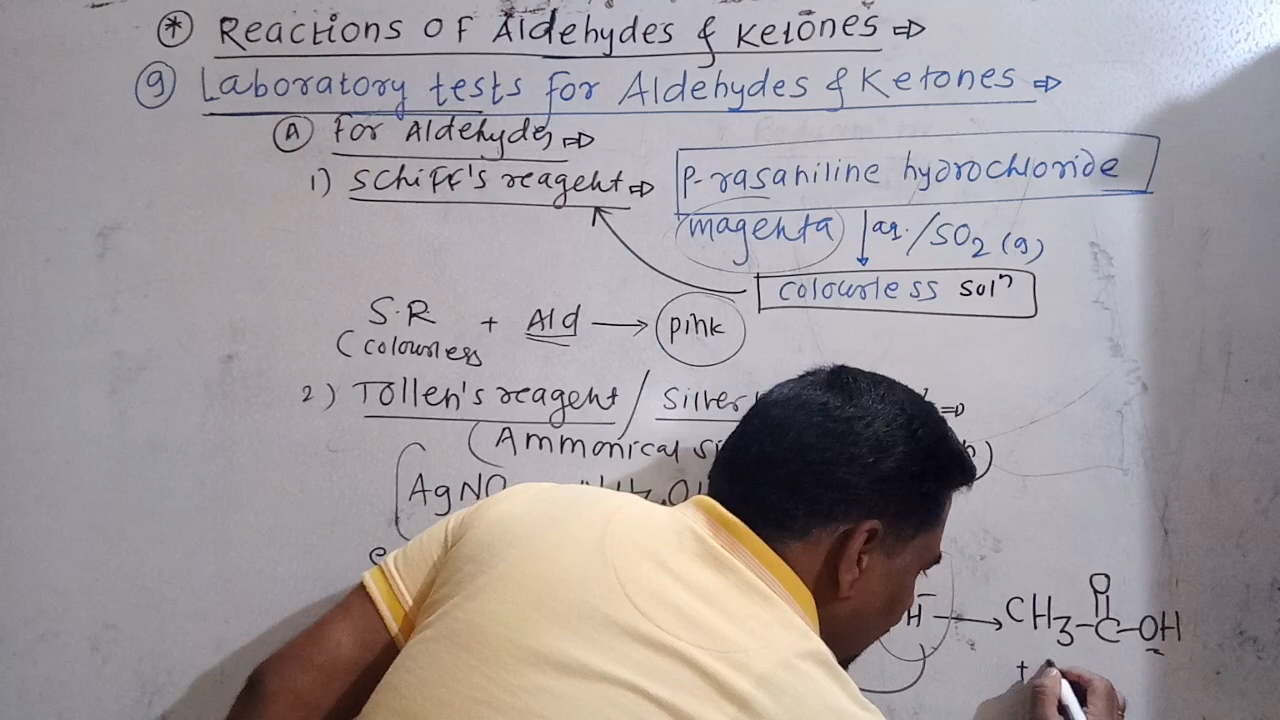 * Reactions of Aldehydes & Ketones ⇒
9 Laboratory tests for Aldehydes & Ketones ⇒
A For Aldehydes ⇒
1) Schiff's reagent ⇒ P-rasaniline hydrochloride
magenta ↓ aq./SO2 (g)
colourless solⁿ
S.R + Ald → pink
(colourless
2) Tollen's reagent / Silver
(Ammonical
AgNO
H → CH3-C-OH
O
+